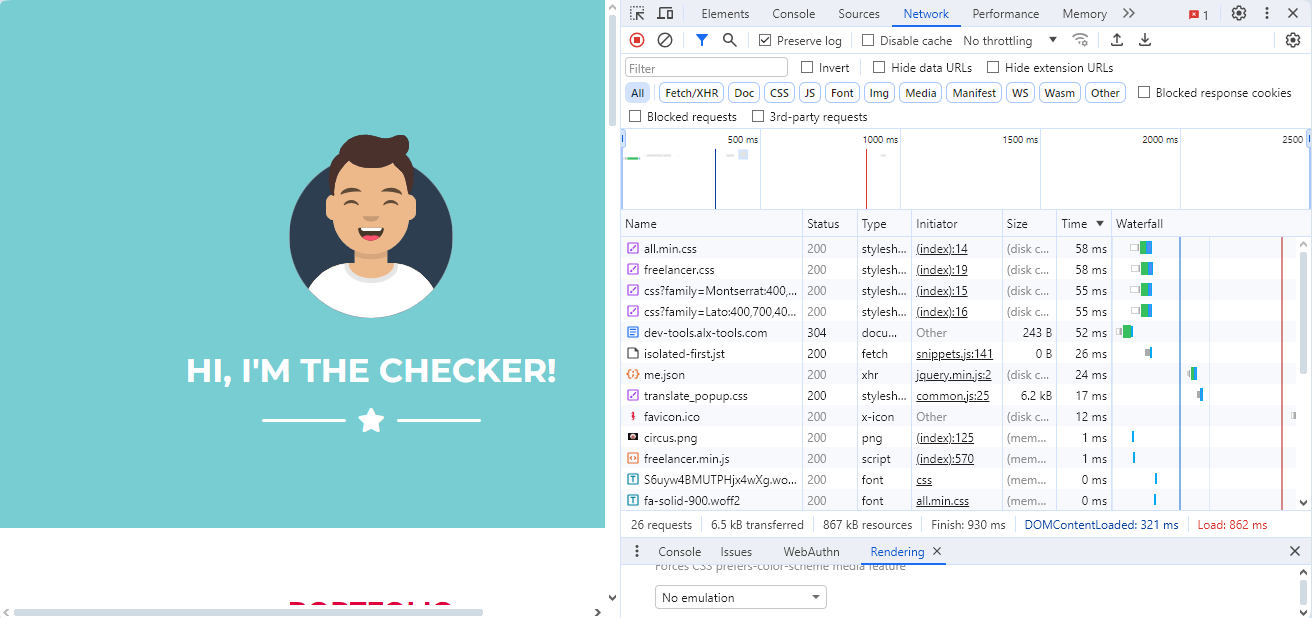 HI, I'M THE CHECKER!
PORTFOLIO
Elements Console Sources Network Performance Memory 1
Preserve log Disable cache No throttling
Filter Invert Hide data URLs Hide extension URLs
All Fetch/XHR Doc CSS JS Font Img Media Manifest WS Wasm Other Blocked response cookies
Blocked requests 3rd-party requests
500 ms 1000 ms 1500 ms 2000 ms 2500
Name Status Type Initiator Size Time Waterfall
all.min.css 200 stylesh... (index):14 (disk c... 58 ms
freelancer.css 200 stylesh... (index):19 (disk c... 58 ms
css?family=Montserrat:400,... 200 stylesh... (index):15 (disk c... 55 ms
css?family=Lato:400,700,40... 200 stylesh... (index):16 (disk c... 55 ms
dev-tools.alx-tools.com 304 docu... Other 243 B 52 ms
isolated-first.jst 200 fetch snippets.js:141 0 B 26 ms
me.json 200 xhr jquery.min.js:2 (disk c... 24 ms
translate_popup.css 200 stylesh... common.js:25 6.2 kB 17 ms
favicon.ico 200 x-icon Other (disk c... 12 ms
circus.png 200 png (index):125 (mem... 1 ms
freelancer.min.js 200 script (index):570 (mem... 1 ms
S6uyw4BMUTPHjx4wXg.wo... 200 font css (mem... 0 ms
fa-solid-900.woff2 200 font all.min.css (mem... 0 ms
26 requests 6.5 kB transferred 867 kB resources Finish: 930 ms DOMContentLoaded: 321 ms Load: 862 ms
Console Issues WebAuthn Rendering
Forces CSS prefers-color-scheme media feature
No emulation